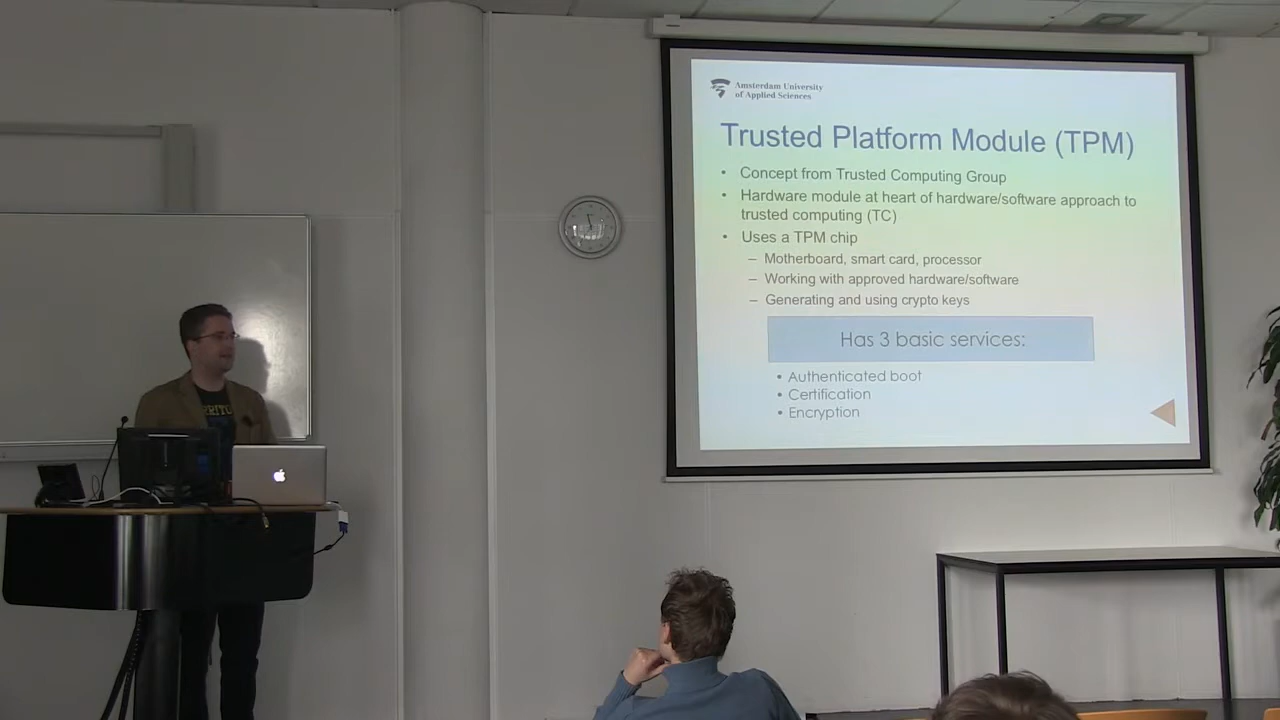 Amsterdam University
of Applied Sciences
Trusted Platform Module (TPM)
• Concept from Trusted Computing Group
• Hardware module at heart of hardware/software approach to
trusted computing (TC)
• Uses a TPM chip
– Motherboard, smart card, processor
– Working with approved hardware/software
– Generating and using crypto keys
Has 3 basic services:
• Authenticated boot
• Certification
• Encryption